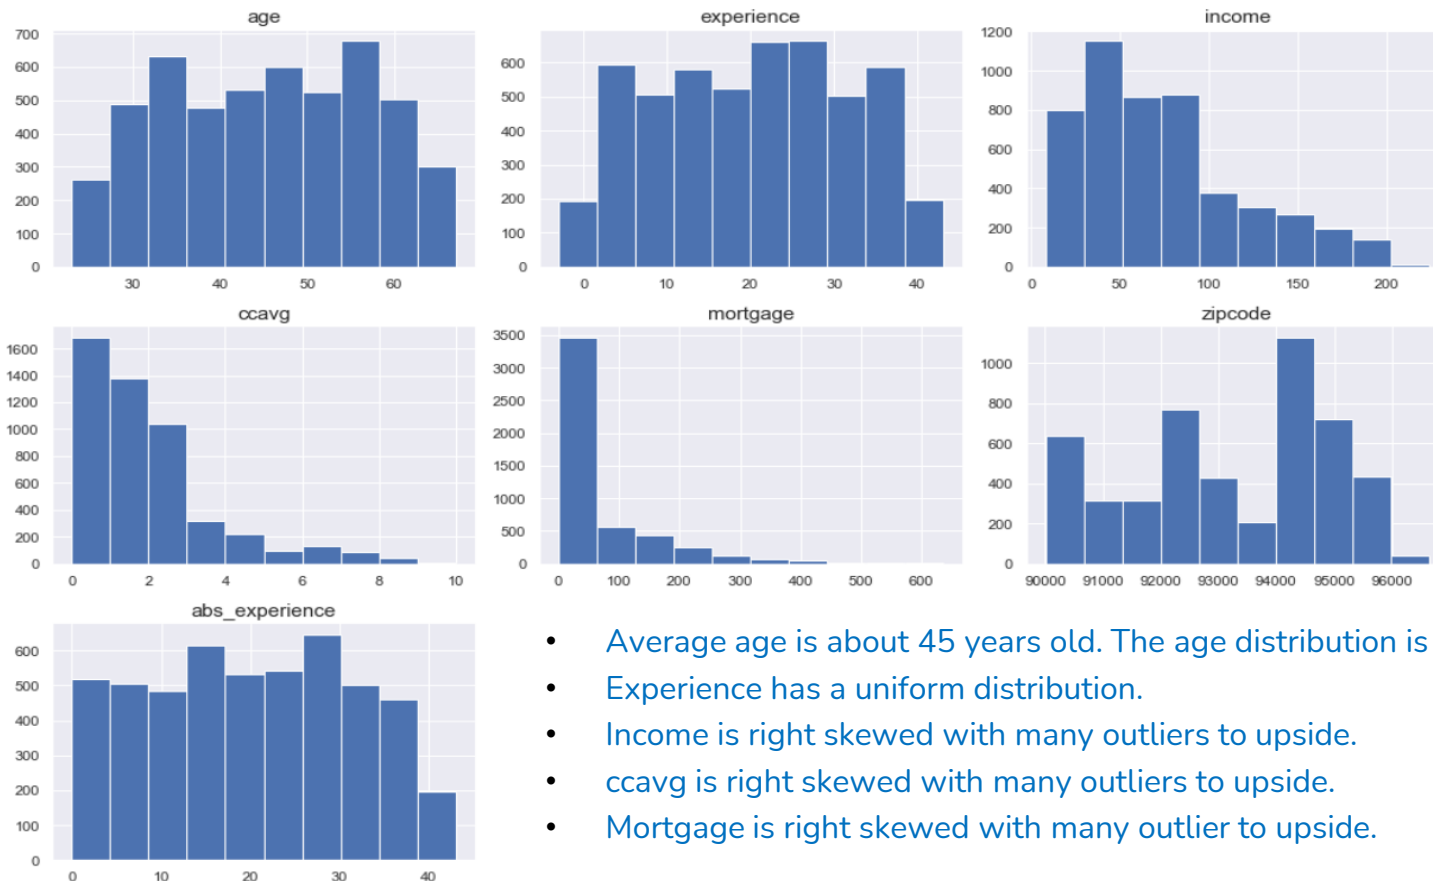 age
700
600
500
400
300
200
100
0
30 40 50 60
experience
600
500
400
300
200
100
0
0 10 20 30 40
income
1200
1000
800
600
400
200
0
0 50 100 150 200
ccavg
1600
1400
1200
1000
800
600
400
200
0
0 2 4 6 8 10
mortgage
3500
3000
2500
2000
1500
1000
500
0
0 100 200 300 400 500 600
zipcode
1000
800
600
400
200
0
90000 91000 92000 93000 94000 95000 96000
abs_experience
600
500
400
300
200
100
0
0 10 20 30 40
• Average age is about 45 years old. The age distribution is
• Experience has a uniform distribution.
• Income is right skewed with many outliers to upside.
• ccavg is right skewed with many outliers to upside.
• Mortgage is right skewed with many outlier to upside.